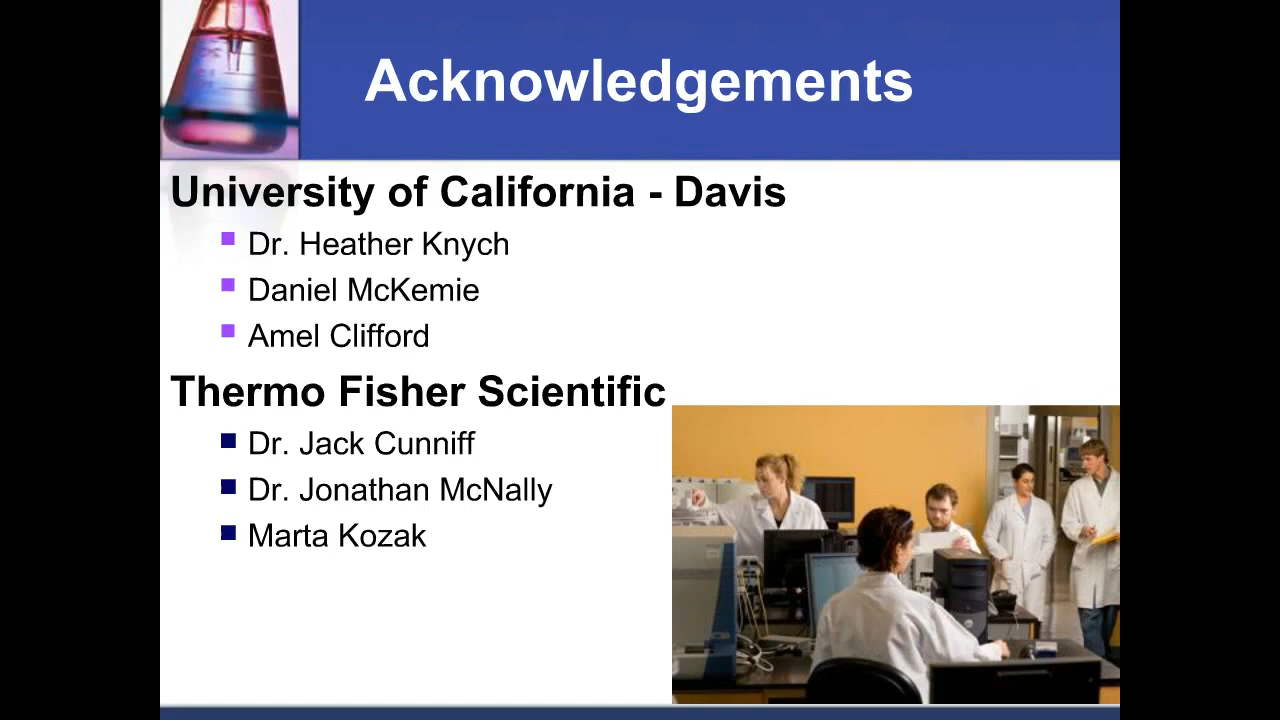 Acknowledgements
University of California - Davis
Dr. Heather Knych
Daniel McKemie
Amel Clifford
Thermo Fisher Scientific
Dr. Jack Cunniff
Dr. Jonathan McNally
Marta Kozak